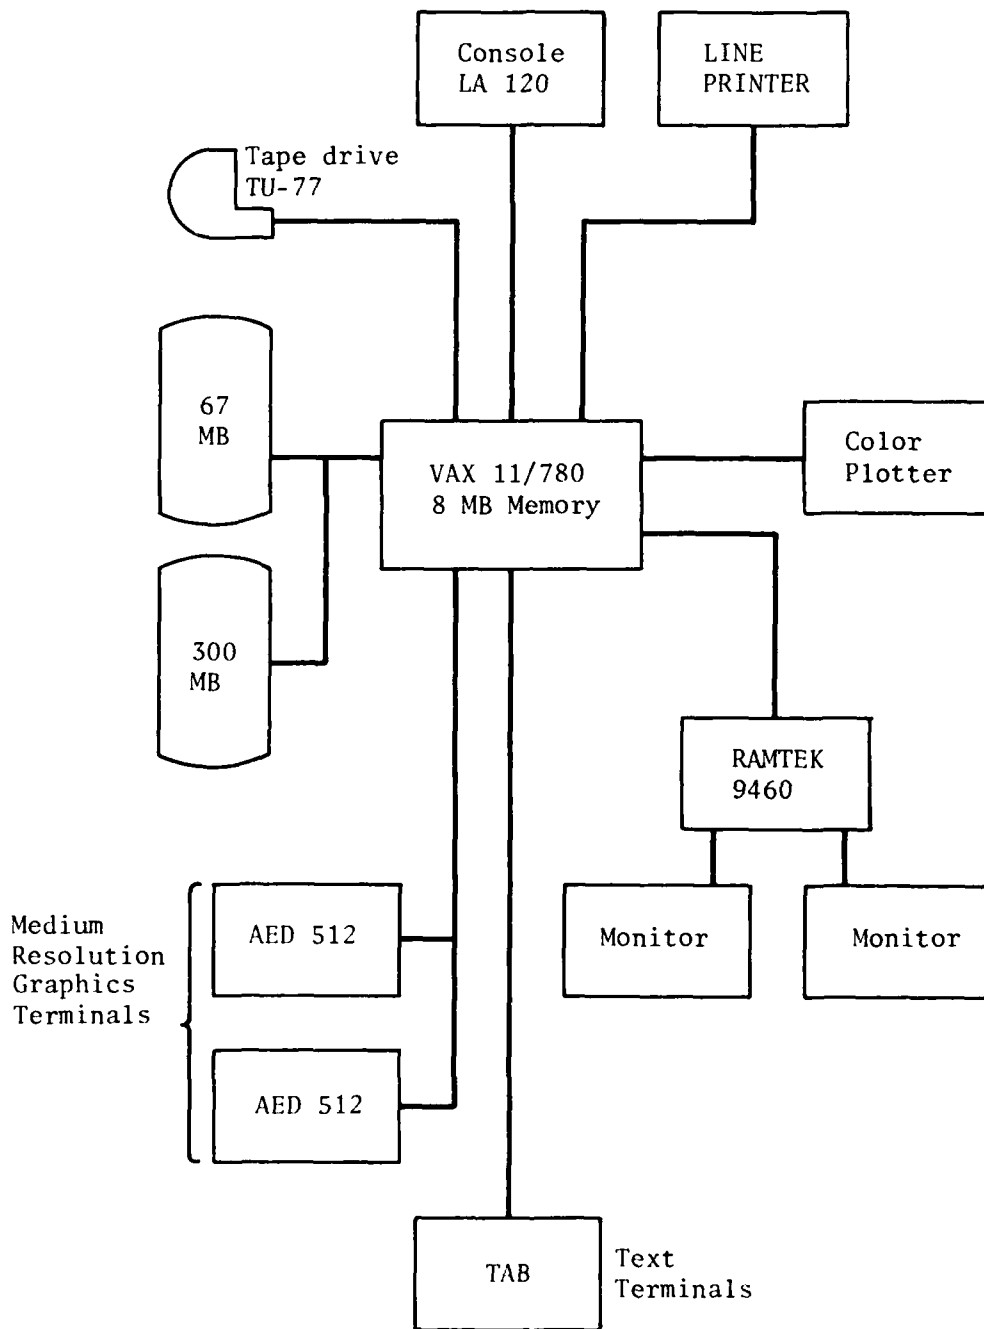 Console
LA 120
LINE
PRINTER
Tape drive
TU-77
67
MB
VAX 11/780
8 MB Memory
Color
Plotter
300
MB
RAMTEK
9460
Medium
Resolution
Graphics
Terminals
AED 512
Monitor
Monitor
AED 512
TAB
Text
Terminals